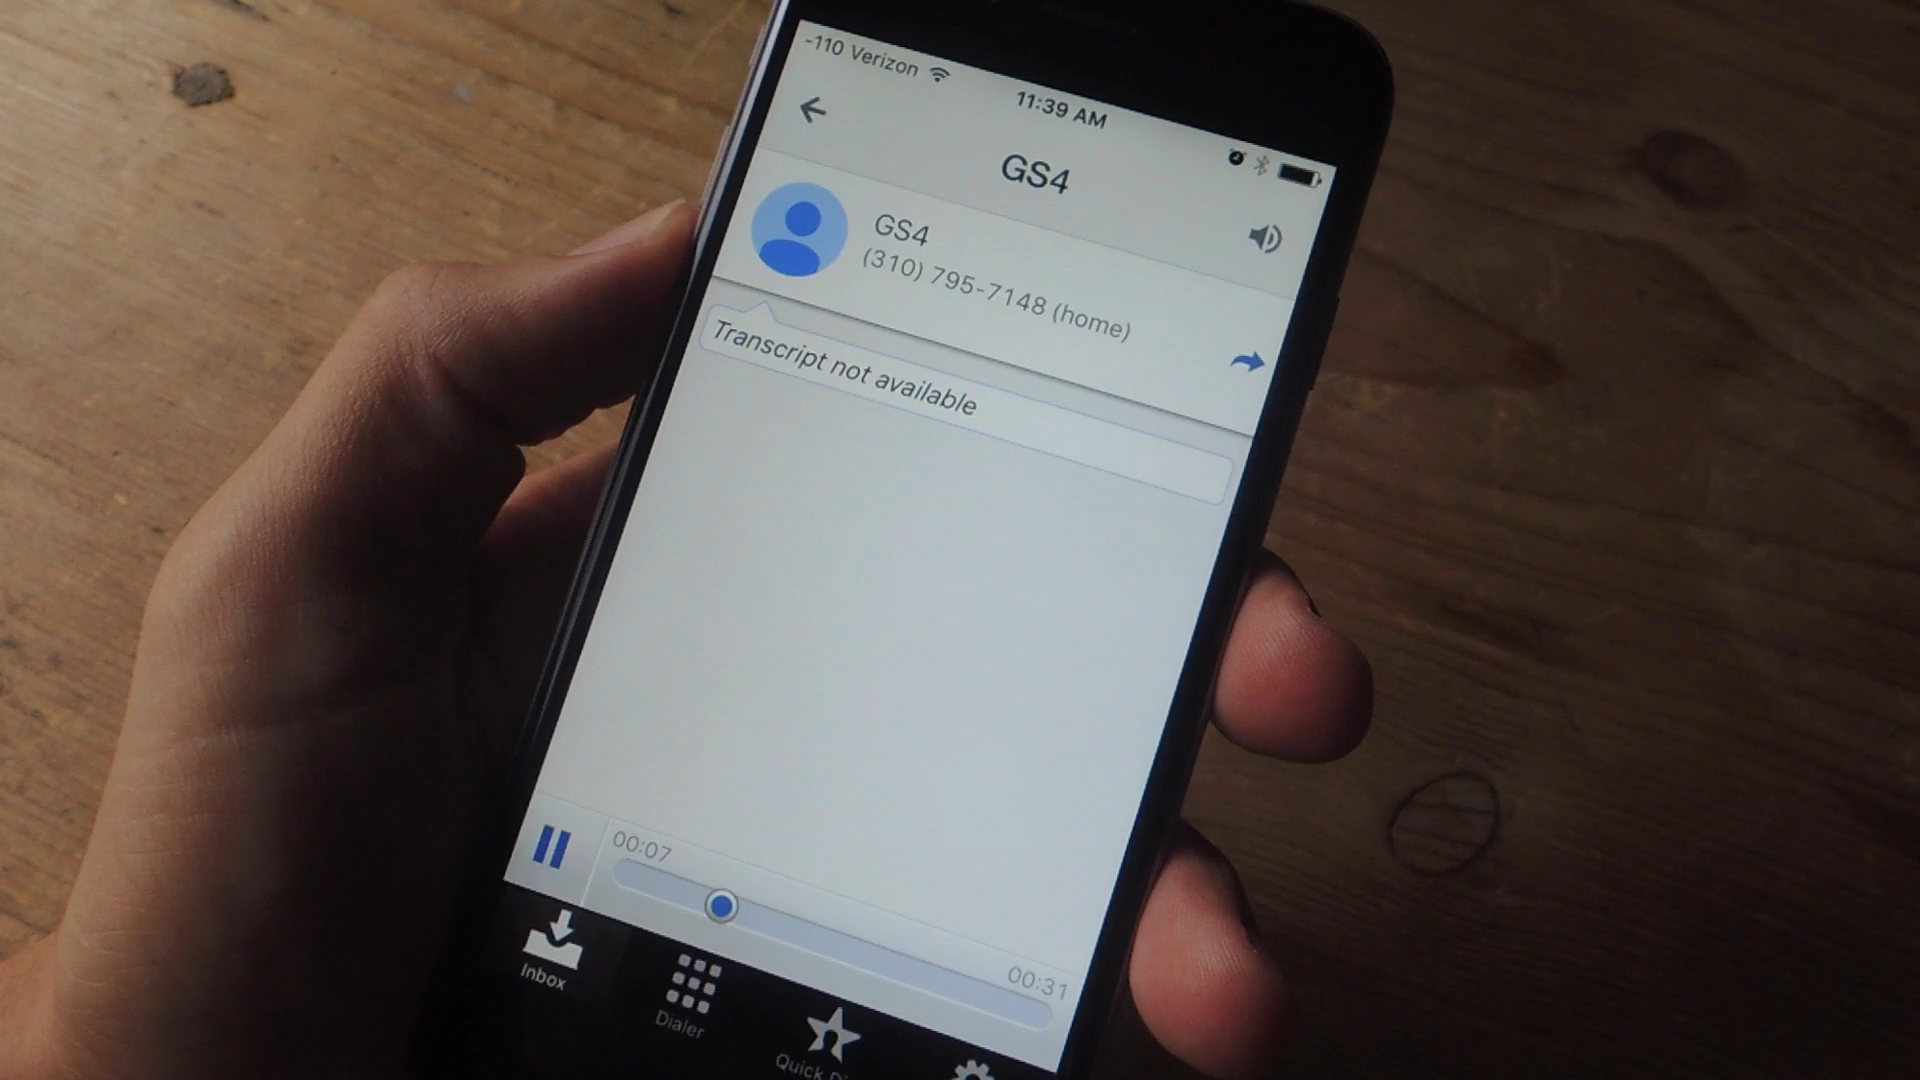 -110 Verizon
11:39 AM
GS4
GS4
(310) 795-7148 (home)
Transcript not available
00:07
00:31
Inbox
Dialer
Quick